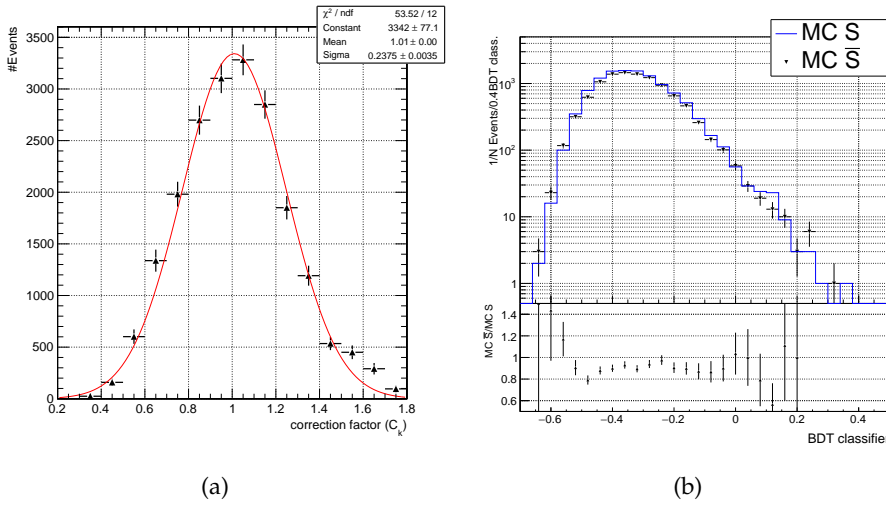 χ² / ndf 53.52 / 12
Constant 3342 ± 77.1
Mean 1.01 ± 0.00
Sigma 0.2375 ± 0.0035
#Events
3500
3000
2500
2000
1500
1000
500
0
0.2 0.4 0.6 0.8 1 1.2 1.4 1.6 1.8
correction factor (C_k)
(a)
MC S
MC S̅
1/N Events/0.4BDT class.
10³
10²
10
1
MC S̅/MC S
1.4
1.2
1
0.8
0.6
−0.6 −0.4 −0.2 0 0.2 0.4
BDT classifier
(b)